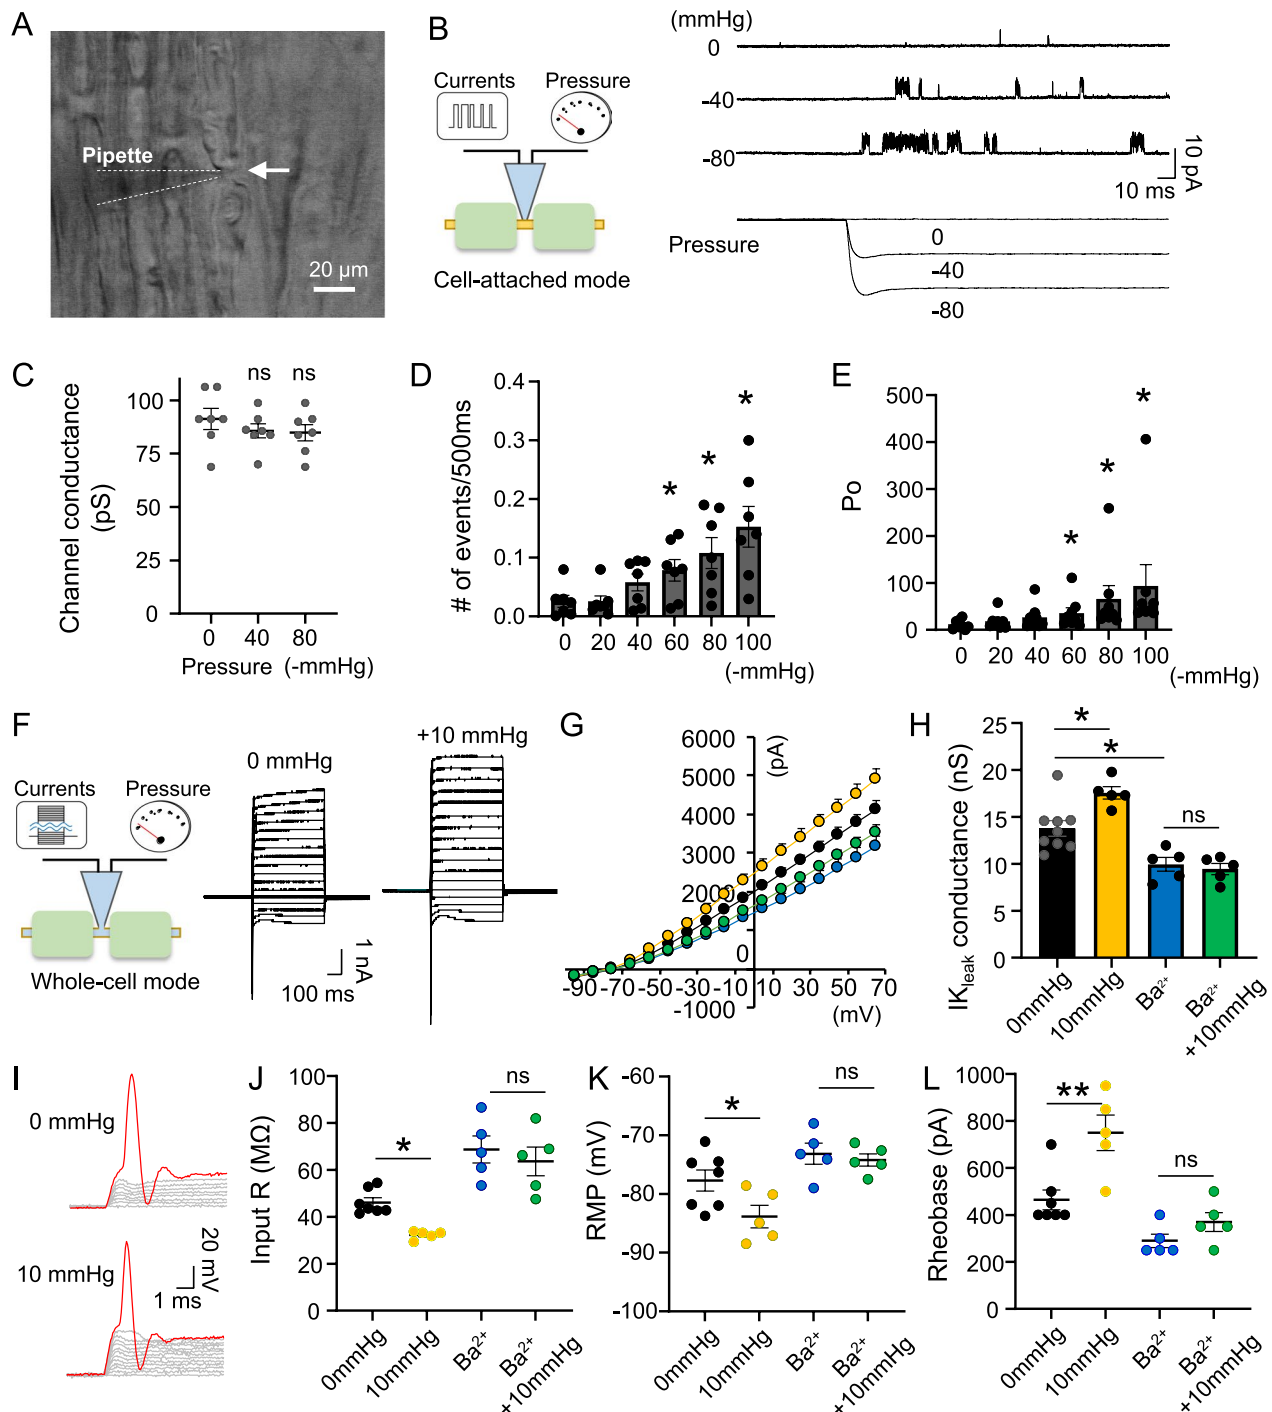 A
Pipette
20 µm
B
Currents
Pressure
Cell-attached mode
(mmHg)
0
-40
-80
10 pA
10 ms
Pressure
0
-40
-80
C
Channel conductance
(pS)
100
75
50
25
0
ns
ns
0 40 80
Pressure (-mmHg)
D
# of events/500ms
0.4
0.3
0.2
0.1
0.0
*
*
*
0 20 40 60 80 100
(-mmHg)
E
Po
500
400
300
200
100
0
*
*
*
0 20 40 60 80 100
(-mmHg)
F
Currents
Pressure
Whole-cell mode
0 mmHg
+10 mmHg
1 nA
100 ms
G
6000
5000
4000
3000
2000
1000
0
-1000
(pA)
-90 -70 -50 -30 -10 10 30 50 70
(mV)
H
IKleak conductance (nS)
25
20
15
10
5
0
*
*
ns
0mmHg
10mmHg
Ba²⁺
Ba²⁺
+10mmHg
I
0 mmHg
10 mmHg
20 mV
1 ms
J
Input R (MΩ)
100
80
60
40
20
0
*
ns
0mmHg
10mmHg
Ba²⁺
Ba²⁺
+10mmHg
K
RMP (mV)
-60
-70
-80
-90
-100
*
ns
0mmHg
10mmHg
Ba²⁺
Ba²⁺
+10mmHg
L
Rheobase (pA)
1000
800
600
400
200
0
**
ns
0mmHg
10mmHg
Ba²⁺
Ba²⁺
+10mmHg